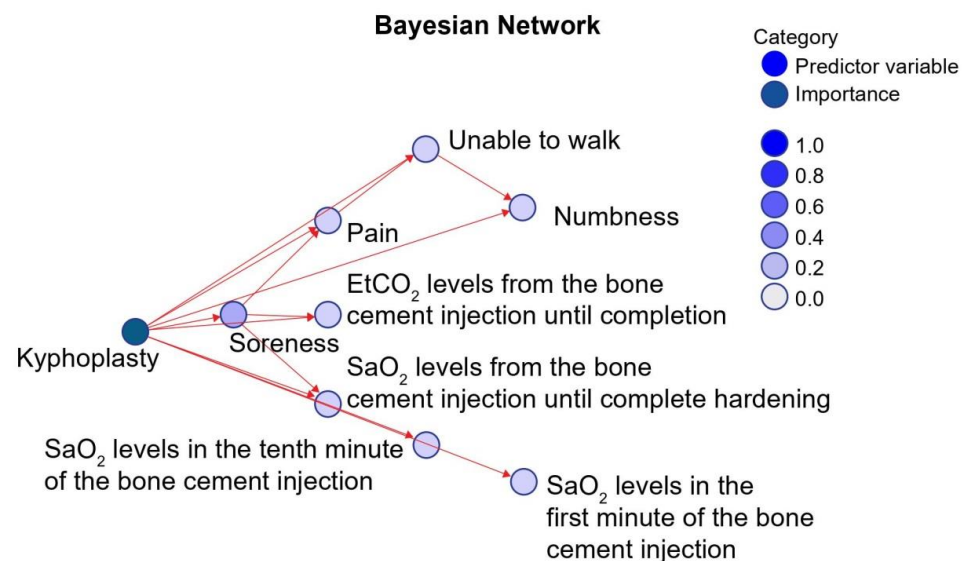 Bayesian Network
Category
Predictor variable
Importance
1.0
0.8
0.6
0.4
0.2
0.0
Unable to walk
Numbness
Pain
EtCO₂ levels from the bone
cement injection until completion
Soreness
Kyphoplasty
SaO₂ levels from the bone
cement injection until complete hardening
SaO₂ levels in the tenth minute
of the bone cement injection
SaO₂ levels in the
first minute of the bone
cement injection